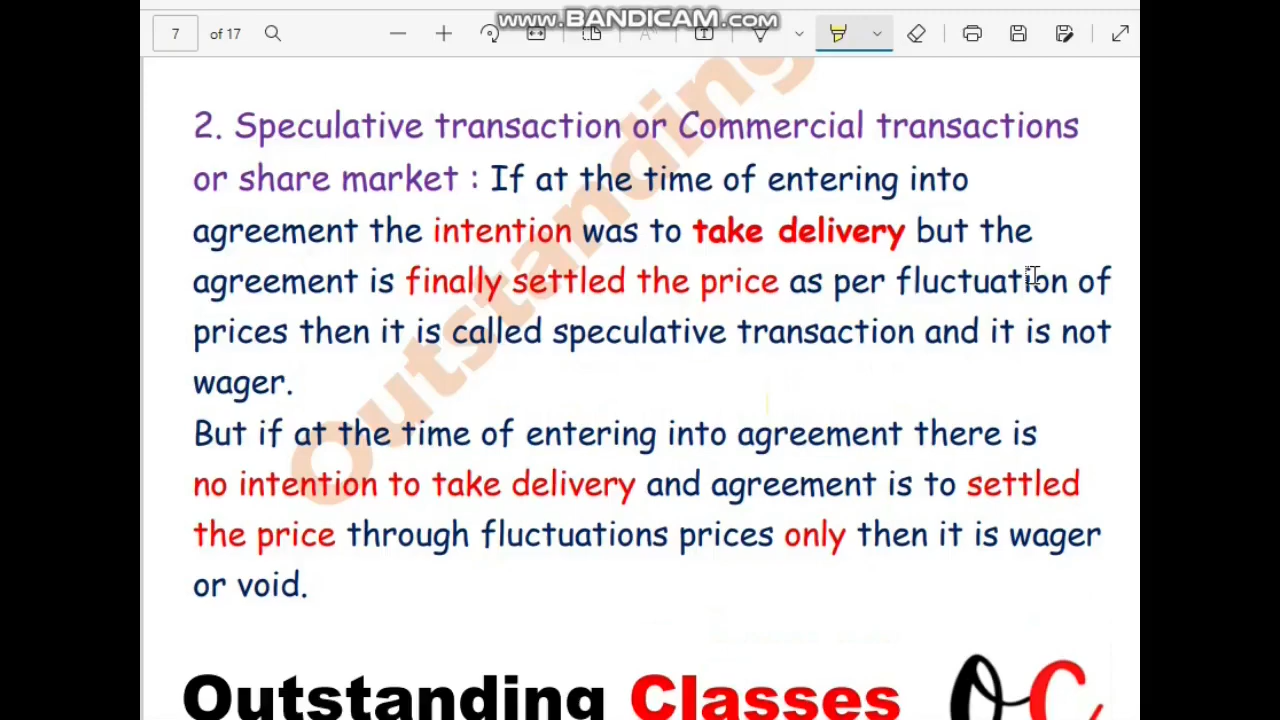 www.BANDICAM.com
7 of 17
2. Speculative transaction or Commercial transactions
or share market : If at the time of entering into
agreement the intention was to take delivery but the
agreement is finally settled the price as per fluctuation of
prices then it is called speculative transaction and it is not
wager.
But if at the time of entering into agreement there is
no intention to take delivery and agreement is to settled
the price through fluctuations prices only then it is wager
or void.
Outstanding
Outstanding Classes OC